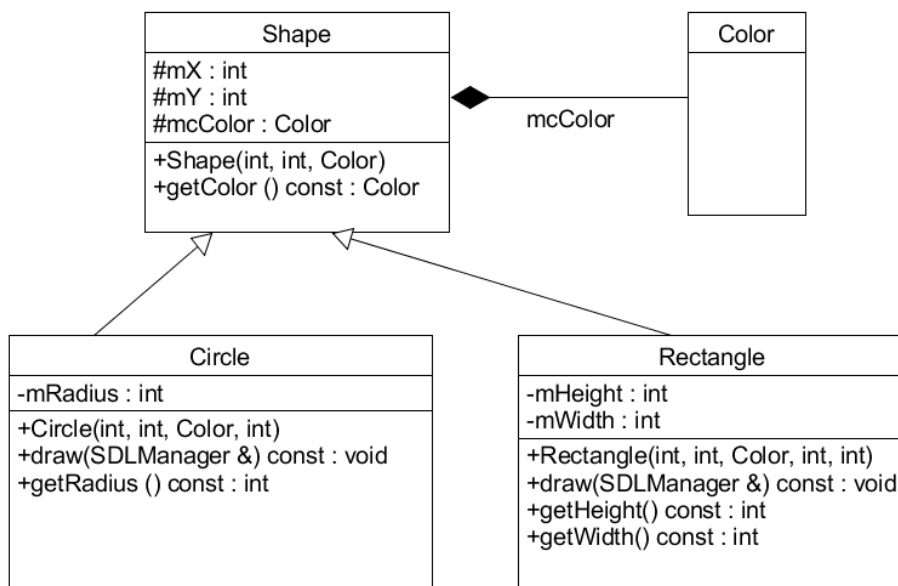 Shape
#mX : int
#mY : int
#mcColor : Color
+Shape(int, int, Color)
+getColor () const : Color
mcColor
Color
Circle
-mRadius : int
+Circle(int, int, Color, int)
+draw(SDLManager &) const : void
+getRadius () const : int
Rectangle
-mHeight : int
-mWidth : int
+Rectangle(int, int, Color, int, int)
+draw(SDLManager &) const : void
+getHeight() const : int
+getWidth() const : int